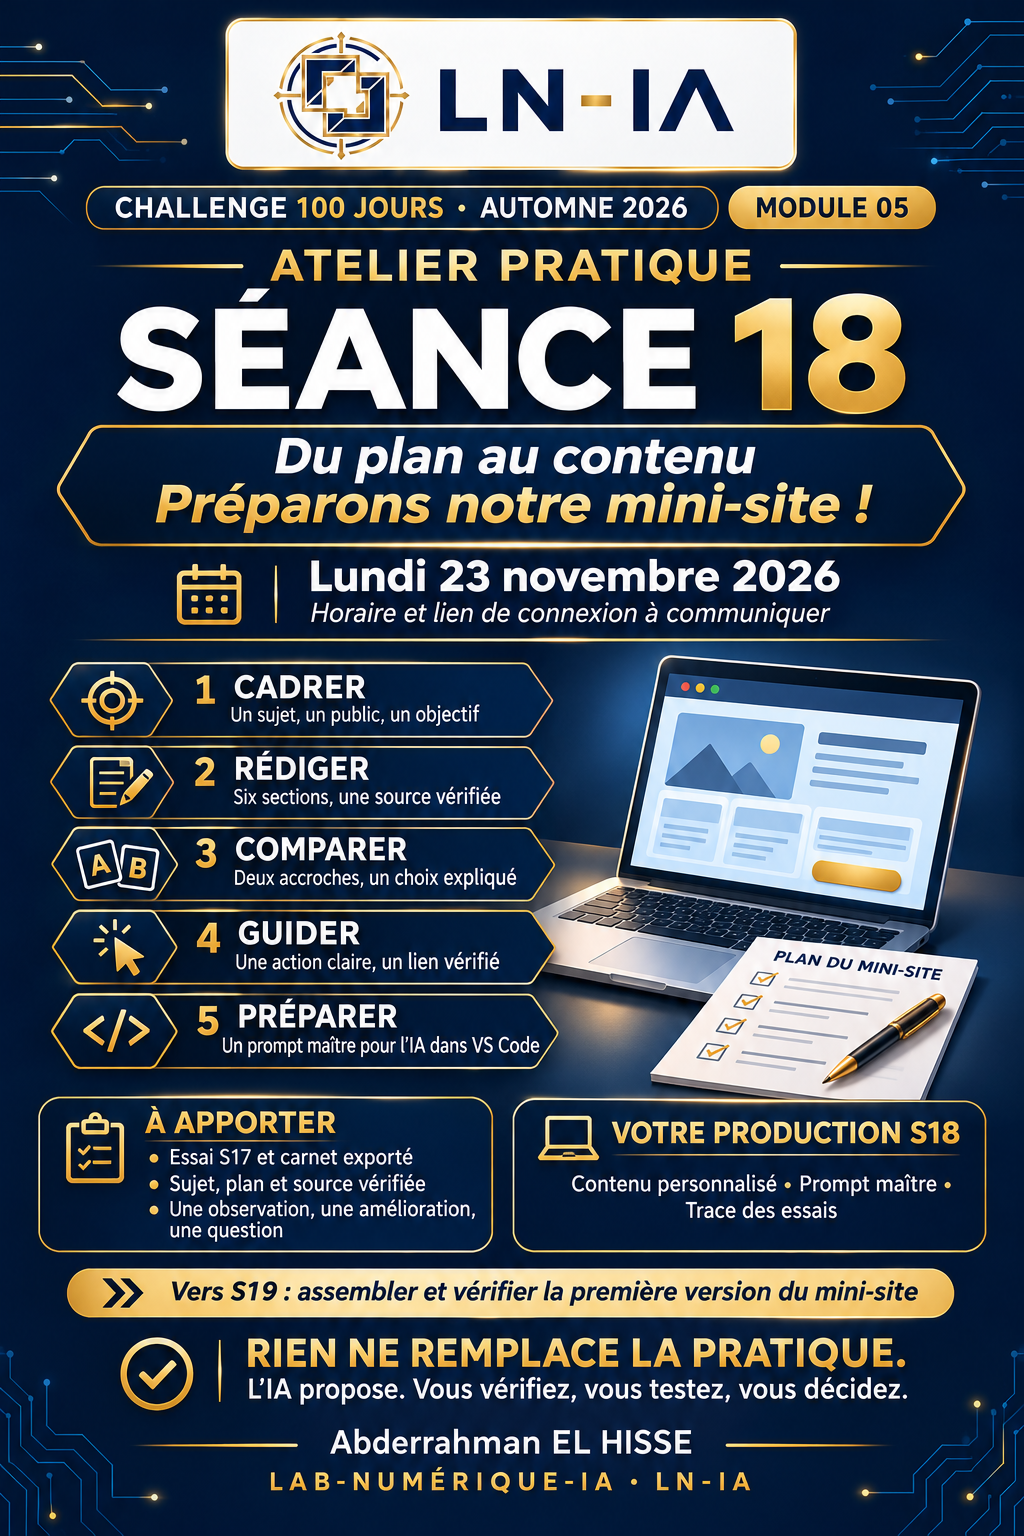 LN-IA
CHALLENGE 100 JOURS • AUTOMNE 2026
MODULE 05
ATELIER PRATIQUE
SÉANCE 18
Du plan au contenu
Préparons notre mini-site !
Lundi 23 novembre 2026
Horaire et lien de connexion à communiquer
1 CADRER
Un sujet, un public, un objectif
2 RÉDIGER
Six sections, une source vérifiée
A B
3 COMPARER
Deux accroches, un choix expliqué
4 GUIDER
Une action claire, un lien vérifié
</>
5 PRÉPARER
Un prompt maître pour l'IA dans VS Code
PLAN DU MINI-SITE
À APPORTER
• Essai S17 et carnet exporté
• Sujet, plan et source vérifiée
• Une observation, une amélioration,
une question
VOTRE PRODUCTION S18
Contenu personnalisé • Prompt maître •
Trace des essais
Vers S19 : assembler et vérifier la première version du mini-site
RIEN NE REMPLACE LA PRATIQUE.
L'IA propose. Vous vérifiez, vous testez, vous décidez.
Abderrahman EL HISSE
LAB-NUMÉRIQUE-IA • LN-IA